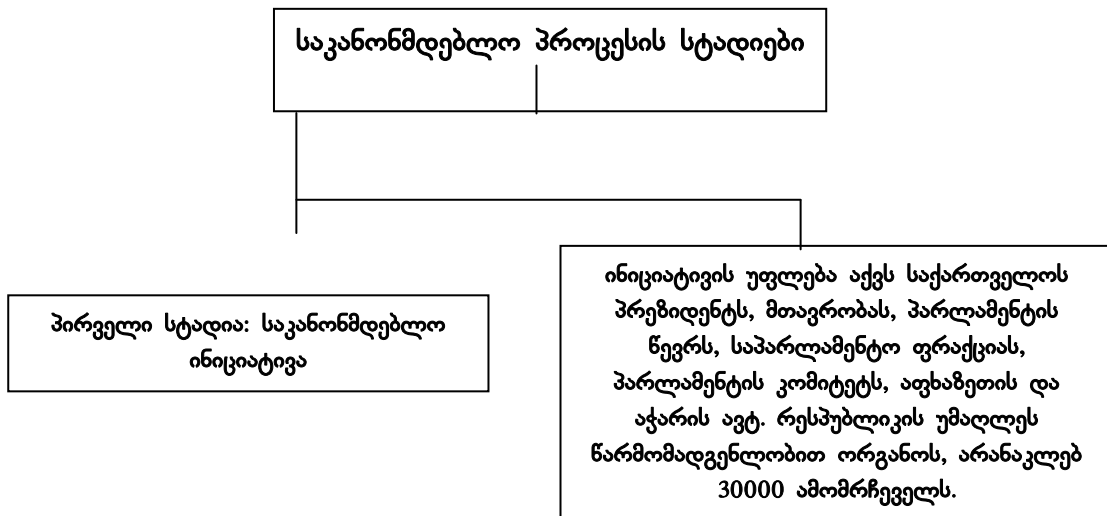 საკანონმდებლო პროცესის სტადიები
პირველი სტადია: საკანონმდებლო
ინიციატივა
ინიციატივის უფლება აქვს საქართველოს
პრეზიდენტს, მთავრობას, პარლამენტის
წევრს, საპარლამენტო ფრაქციას,
პარლამენტის კომიტეტს, აფხაზეთის და
აჭარის ავტ. რესპუბლიკის უმაღლეს
წარმომადგენლობით ორგანოს, არანაკლებ
30000 ამომრჩეველს.